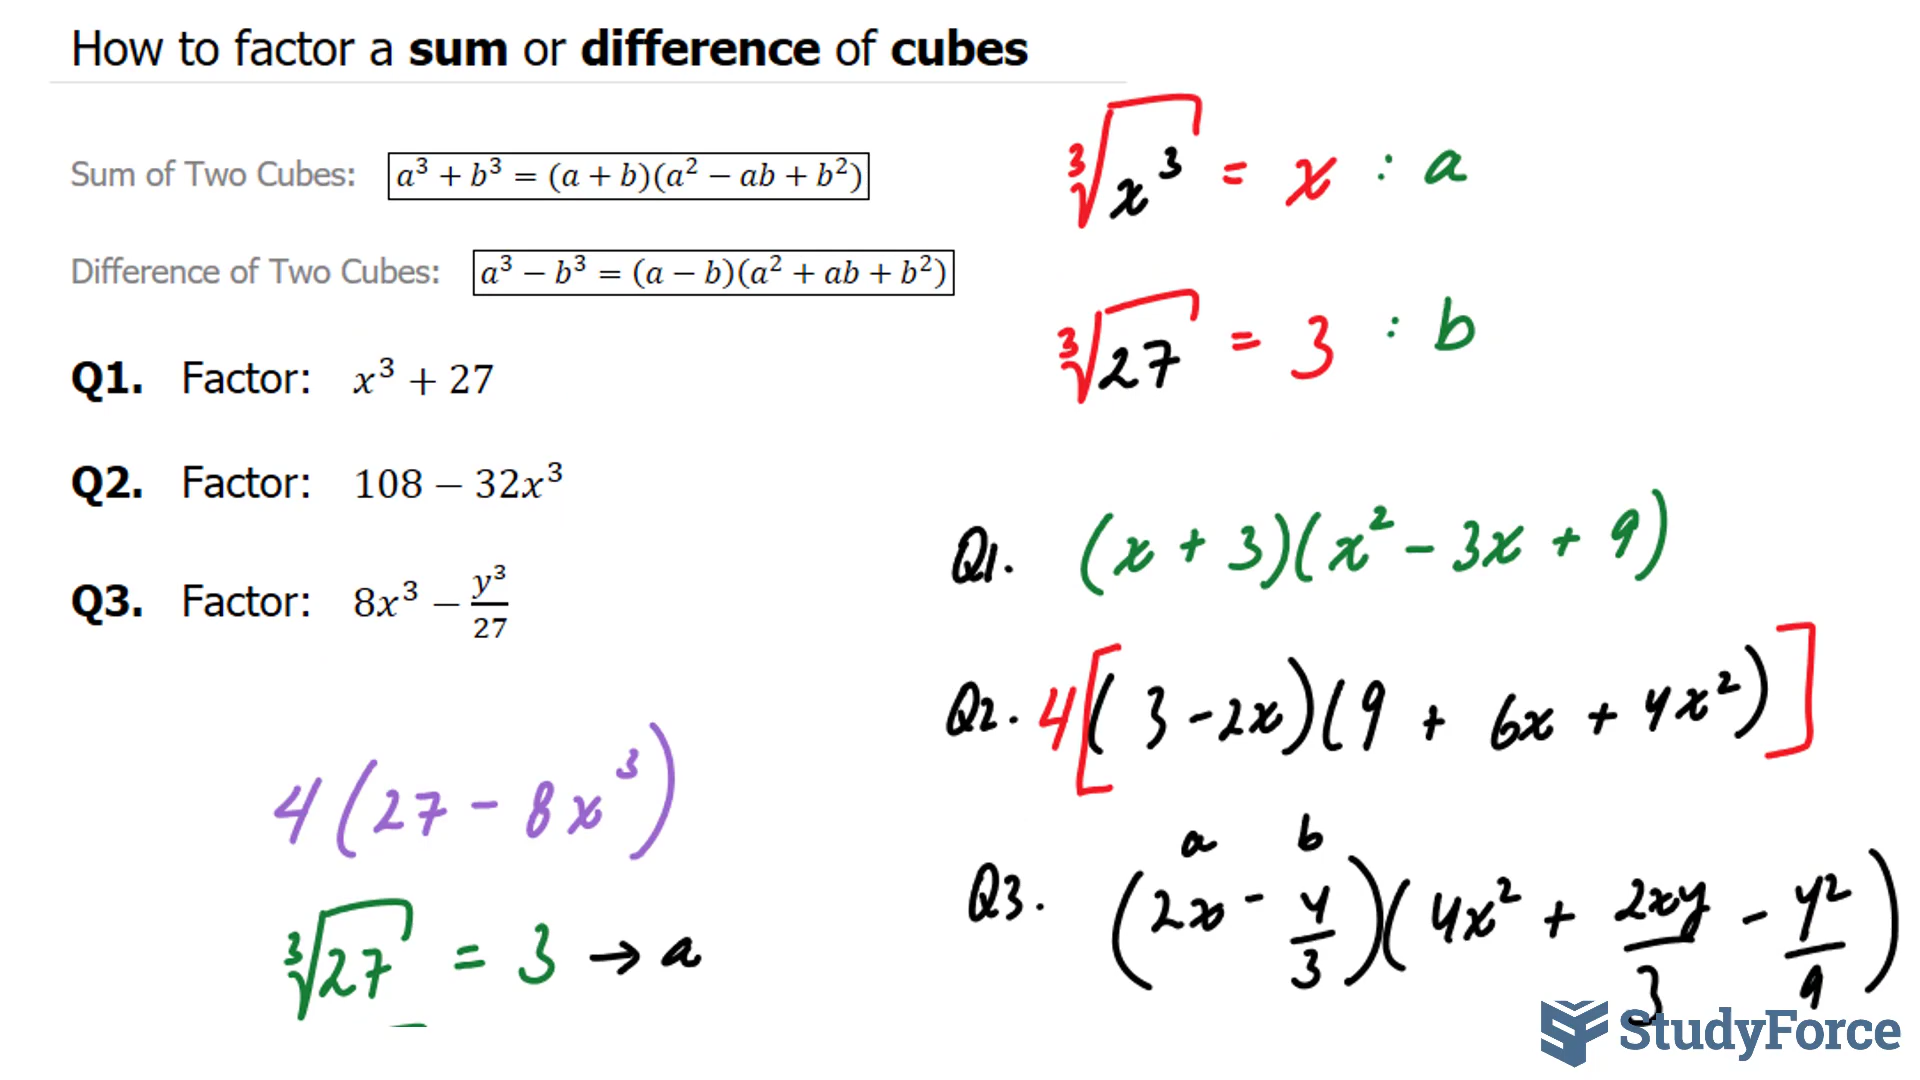 How to factor a sum or difference of cubes
Sum of Two Cubes: a³ + b³ = (a + b)(a² − ab + b²)
Difference of Two Cubes: a³ − b³ = (a − b)(a² + ab + b²)
Q1. Factor: x³ + 27
Q2. Factor: 108 − 32x³
Q3. Factor: 8x³ − y³/27
4(27 − 8x³)
∛27 = 3 → a
∛x³ = x : a
∛27 = 3 : b
Q1. (x + 3)(x² − 3x + 9)
Q2. 4[(3 − 2x)(9 + 6x + 4x²)]
a b
Q3. (2x − y/3)(4x² + 2xy/3 − y²/9)
StudyForce